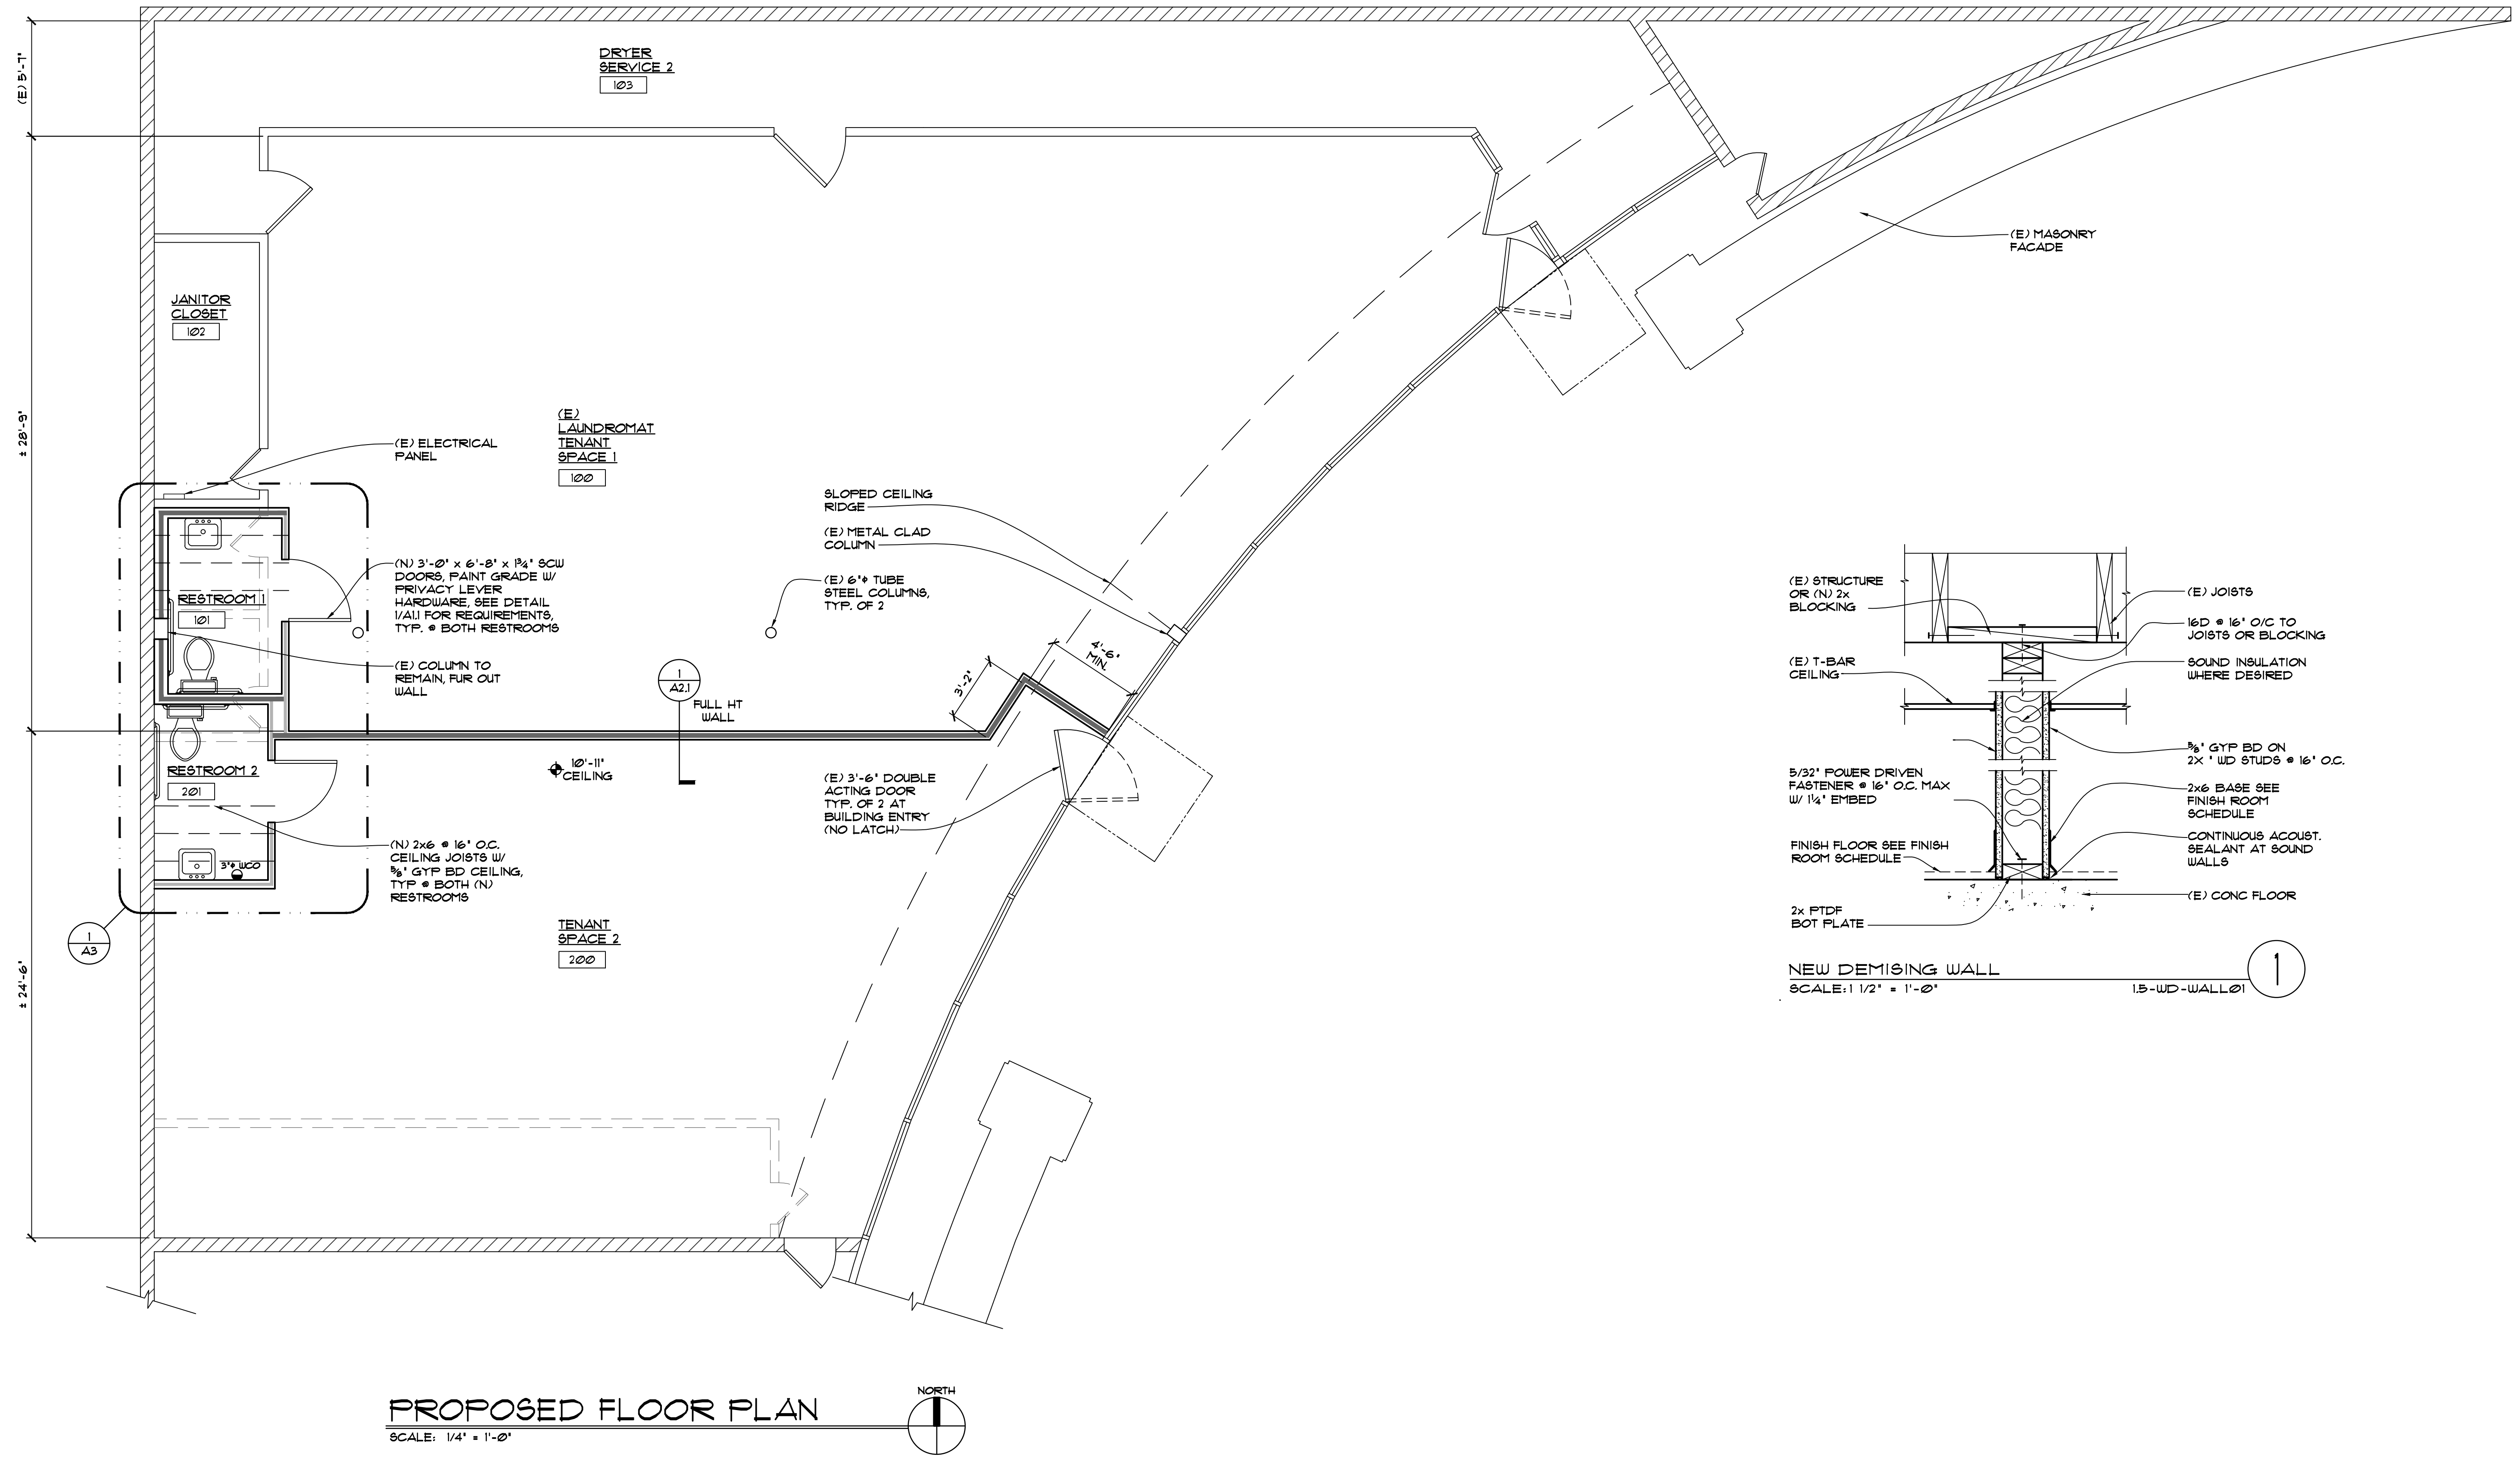 (E) 5'-7"
DRYER
SERVICE 2
103
(E) MASONRY
FACADE
JANITOR
CLOSET
102
± 28'-9"
(E)
LAUNDROMAT
TENANT
SPACE 1
100
(E) ELECTRICAL
PANEL
SLOPED CEILING
RIDGE
(E) METAL CLAD
COLUMN
(E) 6"ϕ TUBE
STEEL COLUMNS,
TYP. OF 2
(N) 3'-0" x 6'-8" x 1¾" SCW
DOORS, PAINT GRADE W/
PRIVACY LEVER
HARDWARE, SEE DETAIL
1/A1.1 FOR REQUIREMENTS,
TYP. @ BOTH RESTROOMS
RESTROOM 1
101
(E) COLUMN TO
REMAIN, FUR OUT
WALL
1
A2.1
FULL HT
WALL
3'-2"
4'-6"
MIN.
10'-11"
CEILING
RESTROOM 2
201
(E) 3'-6" DOUBLE
ACTING DOOR
TYP. OF 2 AT
BUILDING ENTRY
(NO LATCH)
3"ϕ WCO
(N) 2x6 @ 16" O.C.
CEILING JOISTS W/
⅝" GYP BD CEILING,
TYP @ BOTH (N)
RESTROOMS
1
A3
TENANT
SPACE 2
200
± 24'-6"
(E) STRUCTURE
OR (N) 2x
BLOCKING
(E) JOISTS
16D @ 16" O/C TO
JOISTS OR BLOCKING
(E) T-BAR
CEILING
SOUND INSULATION
WHERE DESIRED
⅝" GYP BD ON
2X " WD STUDS @ 16" O.C.
5/32" POWER DRIVEN
FASTENER @ 16" O.C. MAX
W/ 1¼" EMBED
2x6 BASE SEE
FINISH ROOM
SCHEDULE
FINISH FLOOR SEE FINISH
ROOM SCHEDULE
CONTINUOUS ACOUST.
SEALANT AT SOUND
WALLS
(E) CONC FLOOR
2x PTDF
BOT PLATE
NEW DEMISING WALL
1
SCALE: 1 1/2" = 1'-0"
1.5-WD-WALL01
PROPOSED FLOOR PLAN
NORTH
SCALE: 1/4" = 1'-0"